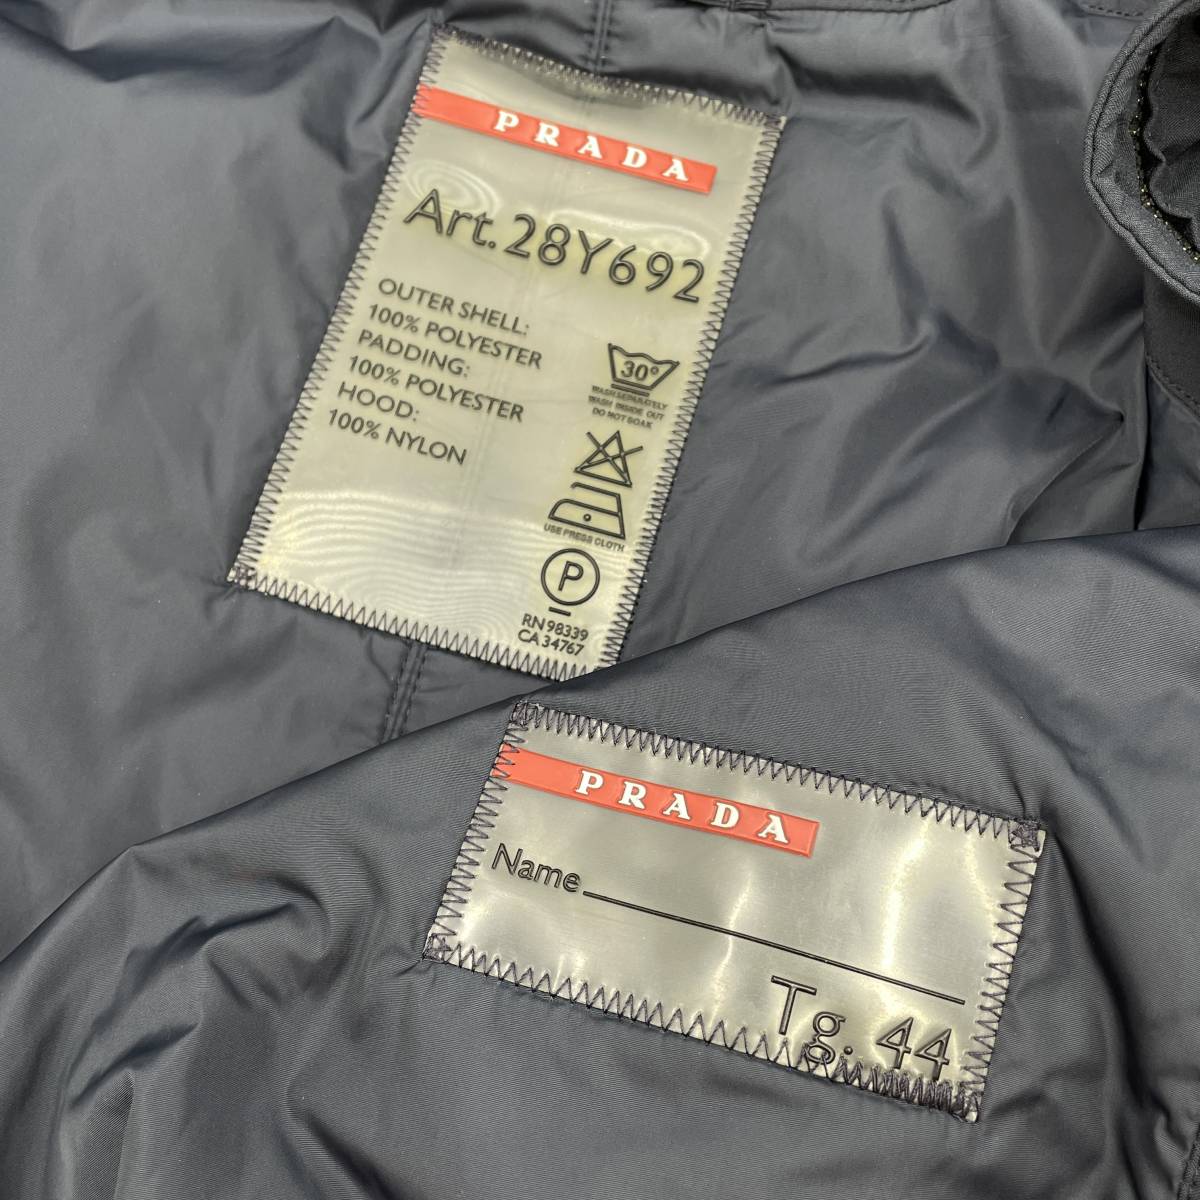 PRADA
Art. 28Y692
OUTER SHELL:
100% POLYESTER
PADDING:
100% POLYESTER
HOOD:
100% NYLON
30°
WASH SEPARATELY
WASH INSIDE OUT
DO NOT SOAK
USE PRESS CLOTH
P
RN 98339
CA 34767
PRADA
Name
Tg. 44